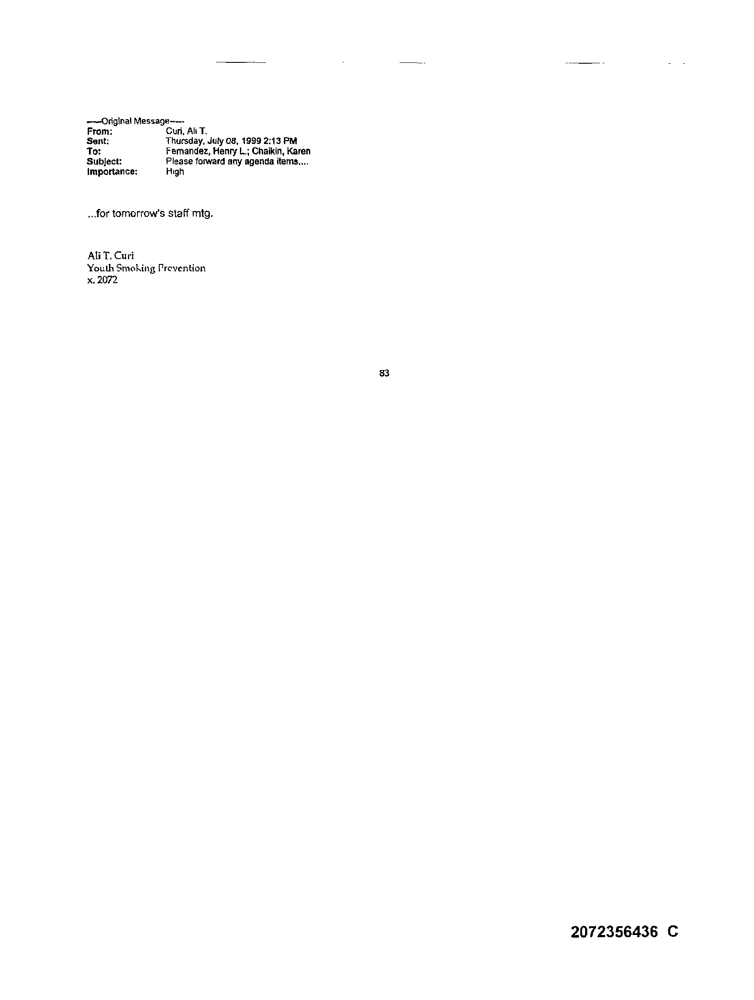 -----Original Message-----
From: Curi, Ali T.
Sent: Thursday, July 08, 1999 2:13 PM
To: Fernandez, Henry L.; Chaikin, Karen
Subject: Please forward any agenda items....
Importance: High
...for tomorrow's staff mtg.
Ali T. Curi
Youth Smoking Prevention
x. 2072
83
2072356436 C